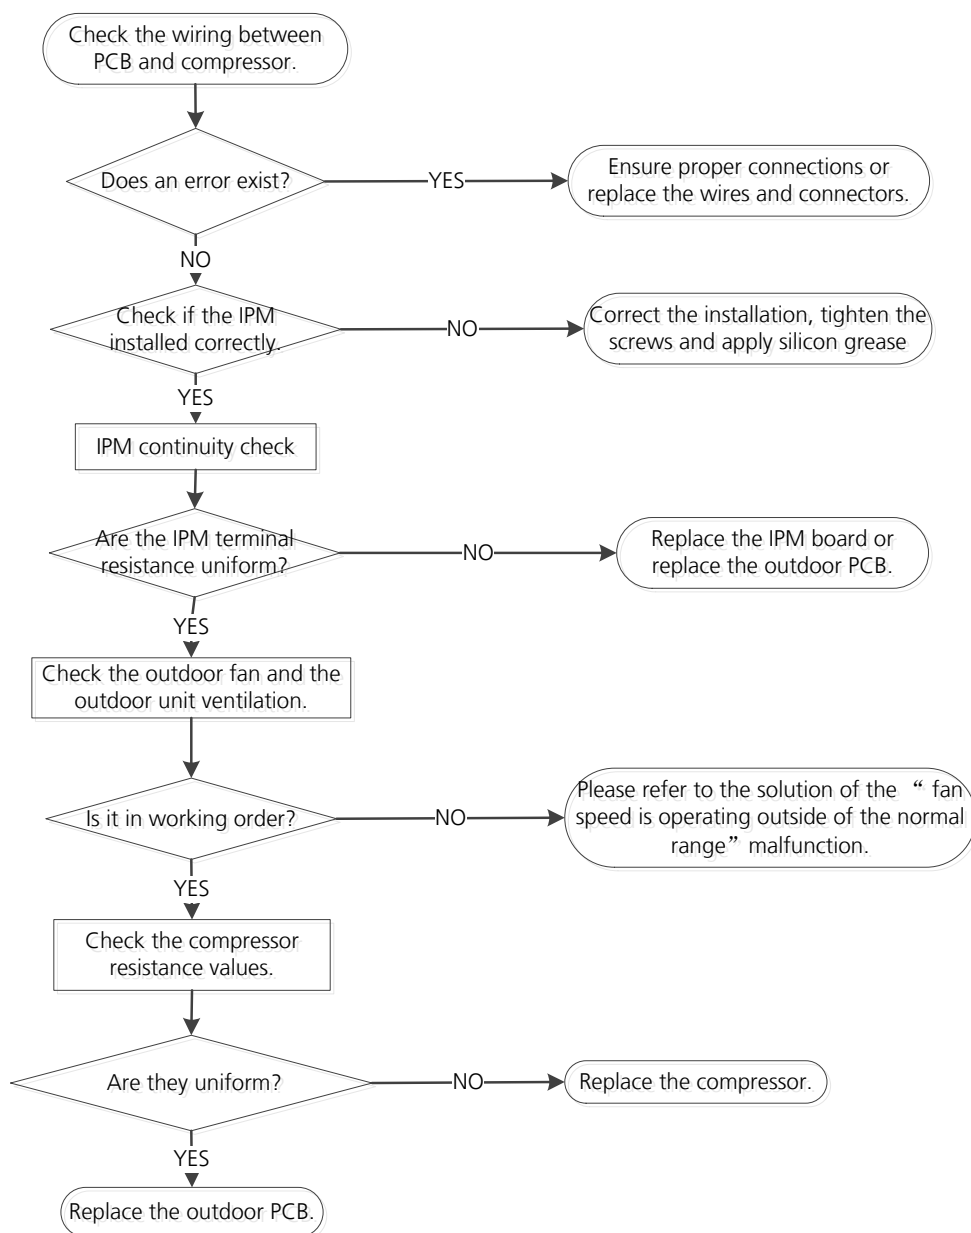 Check the wiring between
PCB and compressor.
Does an error exist?
YES
Ensure proper connections or
replace the wires and connectors.
NO
Check if the IPM
installed correctly.
NO
Correct the installation, tighten the
screws and apply silicon grease
YES
IPM continuity check
Are the IPM terminal
resistance uniform?
NO
Replace the IPM board or
replace the outdoor PCB.
YES
Check the outdoor fan and the
outdoor unit ventilation.
Is it in working order?
NO
Please refer to the solution of the “ fan
speed is operating outside of the normal
range” malfunction.
YES
Check the compressor
resistance values.
Are they uniform?
NO
Replace the compressor.
YES
Replace the outdoor PCB.